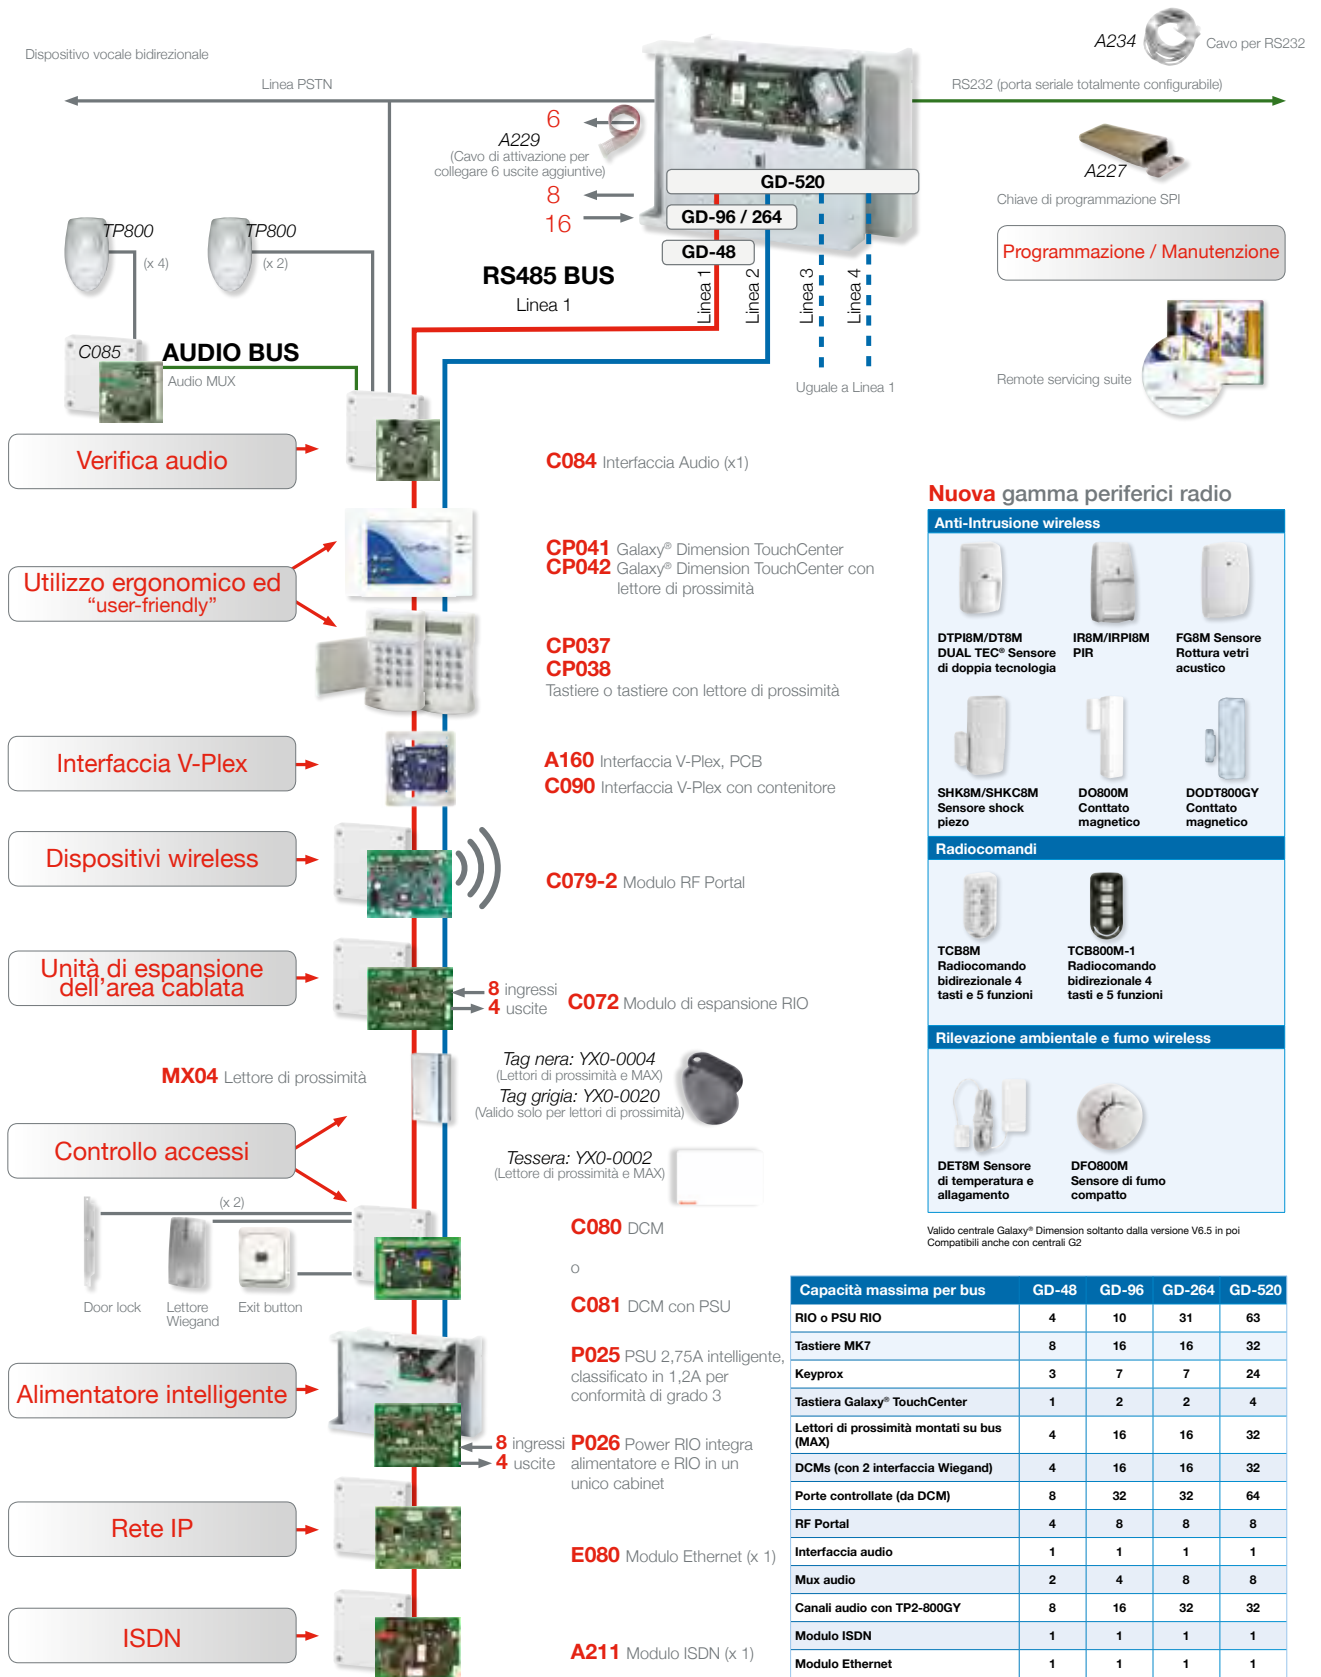 Dispositivo vocale bidirezionale
Linea PSTN
A234
Cavo per RS232
RS232 (porta seriale totalmente configurabile)
6
A229
(Cavo di attivazione per
collegare 6 uscite aggiuntive)
8
16
GD-520
GD-96 / 264
GD-48
A227
Chiave di programmazione SPI
Programmazione / Manutenzione
Remote servicing suite
TP800
(x 4)
TP800
(x 2)
RS485 BUS
Linea 1
Linea 1
Linea 2
Linea 3
Linea 4
Uguale a Linea 1
C085
AUDIO BUS
Audio MUX
Verifica audio
C084 Interfaccia Audio (x1)
Utilizzo ergonomico ed
“user-friendly”
CP041 Galaxy® Dimension TouchCenter
CP042 Galaxy® Dimension TouchCenter con
lettore di prossimità
CP037
CP038
Tastiere o tastiere con lettore di prossimità
Interfaccia V-Plex
A160 Interfaccia V-Plex, PCB
C090 Interfaccia V-Plex con contenitore
Dispositivi wireless
C079-2 Modulo RF Portal
Unità di espansione
dell'area cablata
8 ingressi
4 uscite
C072 Modulo di espansione RIO
MX04 Lettore di prossimità
Tag nera: YX0-0004
(Lettori di prossimità e MAX)
Tag grigia: YX0-0020
(Valido solo per lettori di prossimità)
Controllo accessi
Tessera: YX0-0002
(Lettore di prossimità e MAX)
(x 2)
Door lock
Lettore
Wiegand
Exit button
C080 DCM
o
C081 DCM con PSU
Alimentatore intelligente
P025 PSU 2,75A intelligente,
classificato in 1,2A per
conformità di grado 3
8 ingressi
4 uscite
P026 Power RIO integra
alimentatore e RIO in un
unico cabinet
Rete IP
E080 Modulo Ethernet (x 1)
ISDN
A211 Modulo ISDN (x 1)
Nuova gamma periferici radio
Anti-Intrusione wireless
DTPI8M/DT8M
DUAL TEC® Sensore
di doppia tecnologia
IR8M/IRPI8M
PIR
FG8M Sensore
Rottura vetri
acustico
SHK8M/SHKC8M
Sensore shock
piezo
DO800M
Conttato
magnetico
DODT800GY
Conttato
magnetico
Radiocomandi
TCB8M
Radiocomando
bidirezionale 4
tasti e 5 funzioni
TCB800M-1
Radiocomando
bidirezionale 4
tasti e 5 funzioni
Rilevazione ambientale e fumo wireless
DET8M Sensore
di temperatura e
allagamento
DFO800M
Sensore di fumo
compatto
Valido centrale Galaxy® Dimension soltanto dalla versione V6.5 in poi
Compatibili anche con centrali G2
Capacità massima per bus GD-48 GD-96 GD-264 GD-520
RIO o PSU RIO 4 10 31 63
Tastiere MK7 8 16 16 32
Keyprox 3 7 7 24
Tastiera Galaxy® TouchCenter 1 2 2 4
Lettori di prossimità montati su bus
(MAX) 4 16 16 32
DCMs (con 2 interfaccia Wiegand) 4 16 16 32
Porte controllate (da DCM) 8 32 32 64
RF Portal 4 8 8 8
Interfaccia audio 1 1 1 1
Mux audio 2 4 8 8
Canali audio con TP2-800GY 8 16 32 32
Modulo ISDN 1 1 1 1
Modulo Ethernet 1 1 1 1